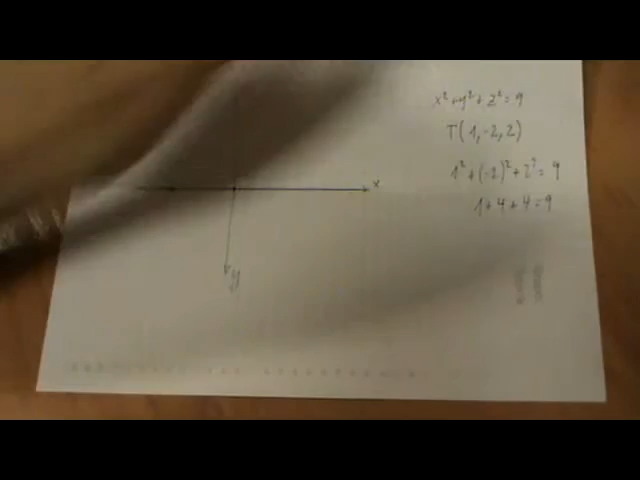 x² + y² + z² = 9
T(1, -2, 2)
1² + (-2)² + 2² = 9
1 + 4 + 4 = 9
x
y